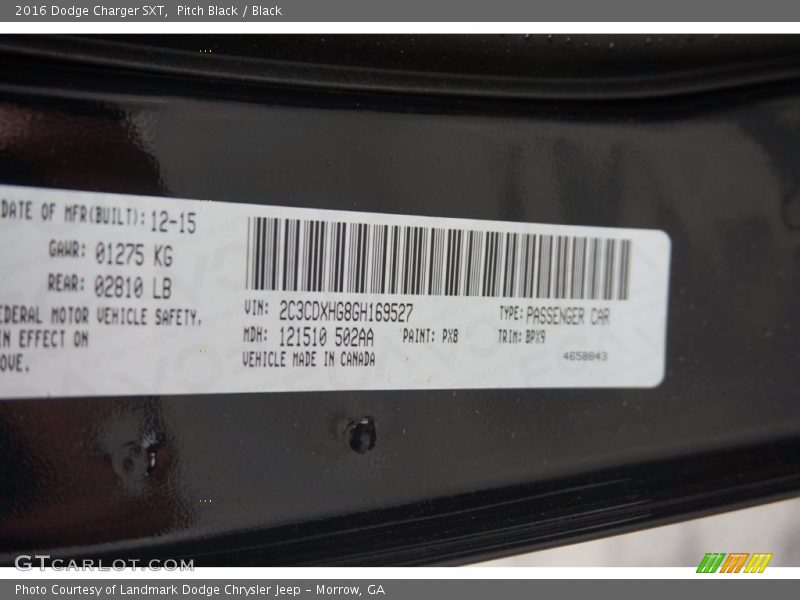 2016 Dodge Charger SXT,  Pitch Black / Black
DATE OF MFR(BUILT): 12-15
GAWR: 01275 KG
REAR: 02810 LB
EDERAL MOTOR VEHICLE SAFETY,
IN EFFECT ON
OVE.
VIN: 2C3CDXHG8GH169527
TYPE: PASSENGER CAR
MDH: 121510 502AA PAINT: PX8 TRIM: BPX9
VEHICLE MADE IN CANADA
4658843
GTcarlot.com
Photo Courtesy of Landmark Dodge Chrysler Jeep – Morrow, GA